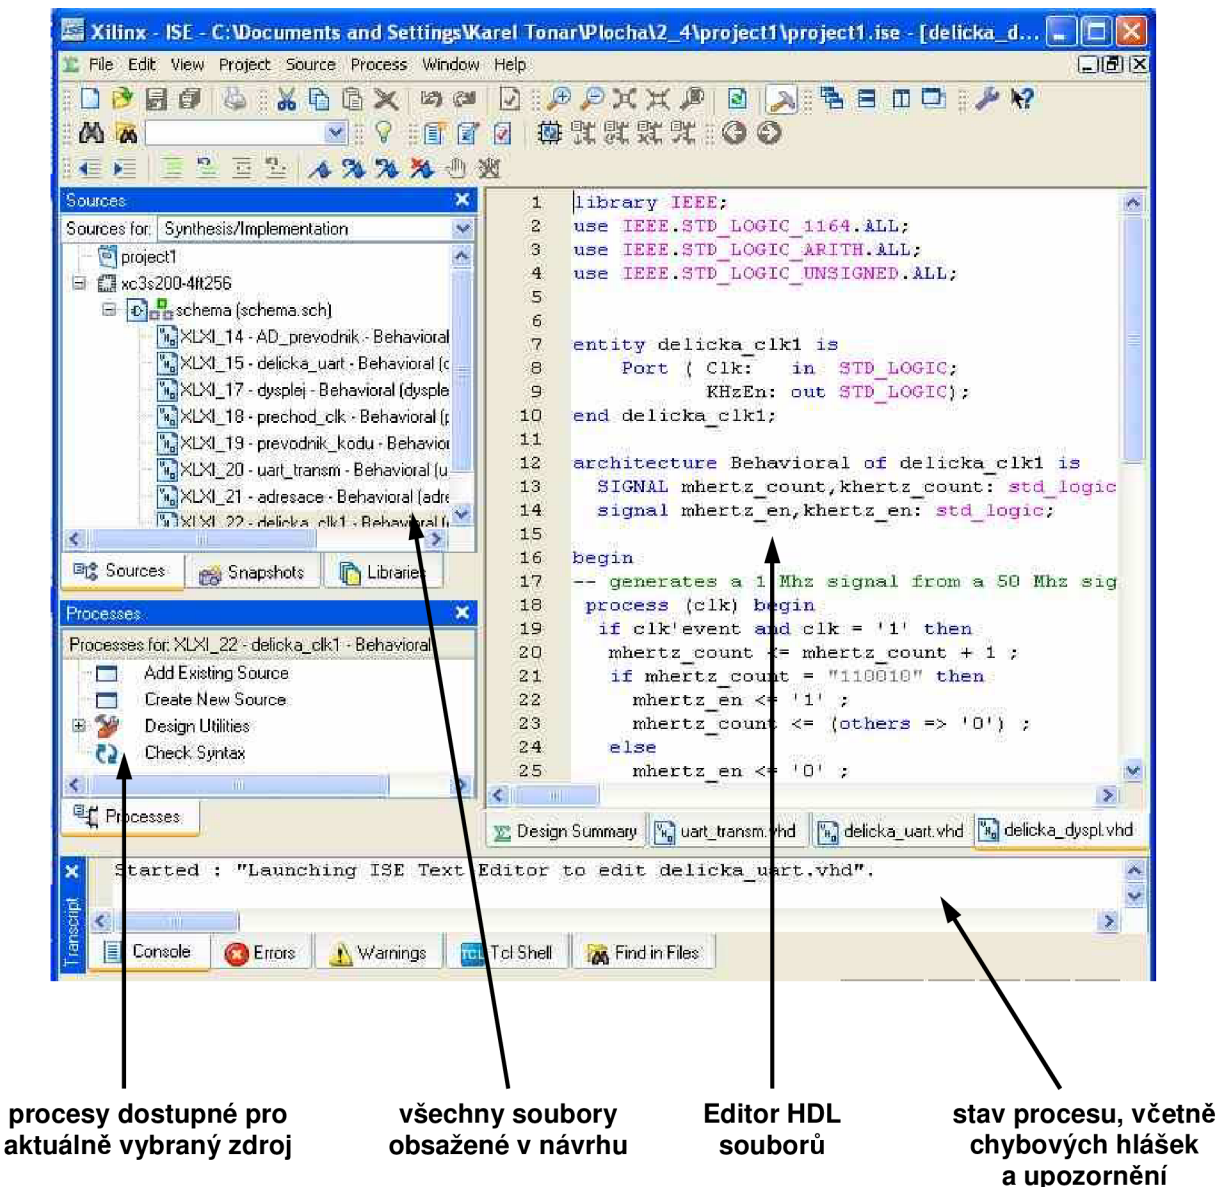 Xilinx - ISE - C:\Documents and Settings\Karel Tonar\Plocha\2_4\project1\project1.ise - [delicka_d...
File Edit View Project Source Process Window Help
Sources
Sources for: Synthesis/Implementation
project1
xc3s200-4ft256
schema (schema.sch)
XLXI_14 - AD_prevodnik - Behavioral
XLXI_15 - delicka_uart - Behavioral (c
XLXI_17 - dysplej - Behavioral (dysple
XLXI_18 - prechod_clk - Behavioral (p
XLXI_19 - prevodnik_kodu - Behavior
XLXI_20 - uart_transm - Behavioral (u
XLXI_21 - adresace - Behavioral (adre
XLXI_22 - delicka_clk1 - Behavioral (
Sources Snapshots Libraries
Processes
Processes for: XLXI_22 - delicka_clk1 - Behavioral
Add Existing Source
Create New Source
Design Utilities
Check Syntax
Processes
1 library IEEE;
2 use IEEE.STD_LOGIC_1164.ALL;
3 use IEEE.STD_LOGIC_ARITH.ALL;
4 use IEEE.STD_LOGIC_UNSIGNED.ALL;
5
6
7 entity delicka_clk1 is
8 Port ( Clk: in STD_LOGIC;
9 KHzEn: out STD_LOGIC);
10 end delicka_clk1;
11
12 architecture Behavioral of delicka_clk1 is
13 SIGNAL mhertz_count,khertz_count: std_logic
14 signal mhertz_en,khertz_en: std_logic;
15
16 begin
17 -- generates a 1 Mhz signal from a 50 Mhz sig
18 process (clk) begin
19 if clk'event and clk = '1' then
20 mhertz_count <= mhertz_count + 1 ;
21 if mhertz_count = "110010" then
22 mhertz_en <= '1' ;
23 mhertz_count <= (others => '0') ;
24 else
25 mhertz_en <= '0' ;
Design Summary uart_transm.vhd delicka_uart.vhd delicka_dyspl.vhd
Transcript
Started : "Launching ISE Text Editor to edit delicka_uart.vhd".
Console Errors Warnings TCL Tcl Shell Find in Files
procesy dostupné pro
aktuálně vybraný zdroj
všechny soubory
obsažené v návrhu
Editor HDL
souborů
stav procesu, včetně
chybových hlášek
a upozornění